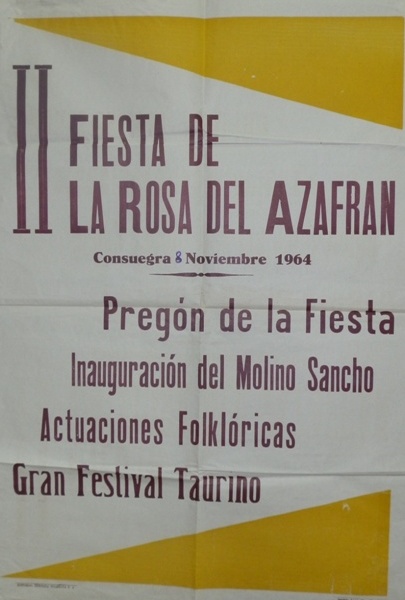 II FIESTA DE
LA ROSA DEL AZAFRAN
Consuegra 8 Noviembre 1964
Pregón de la Fiesta
Inauguración del Molino Sancho
Actuaciones Folklóricas
Gran Festival Taurino